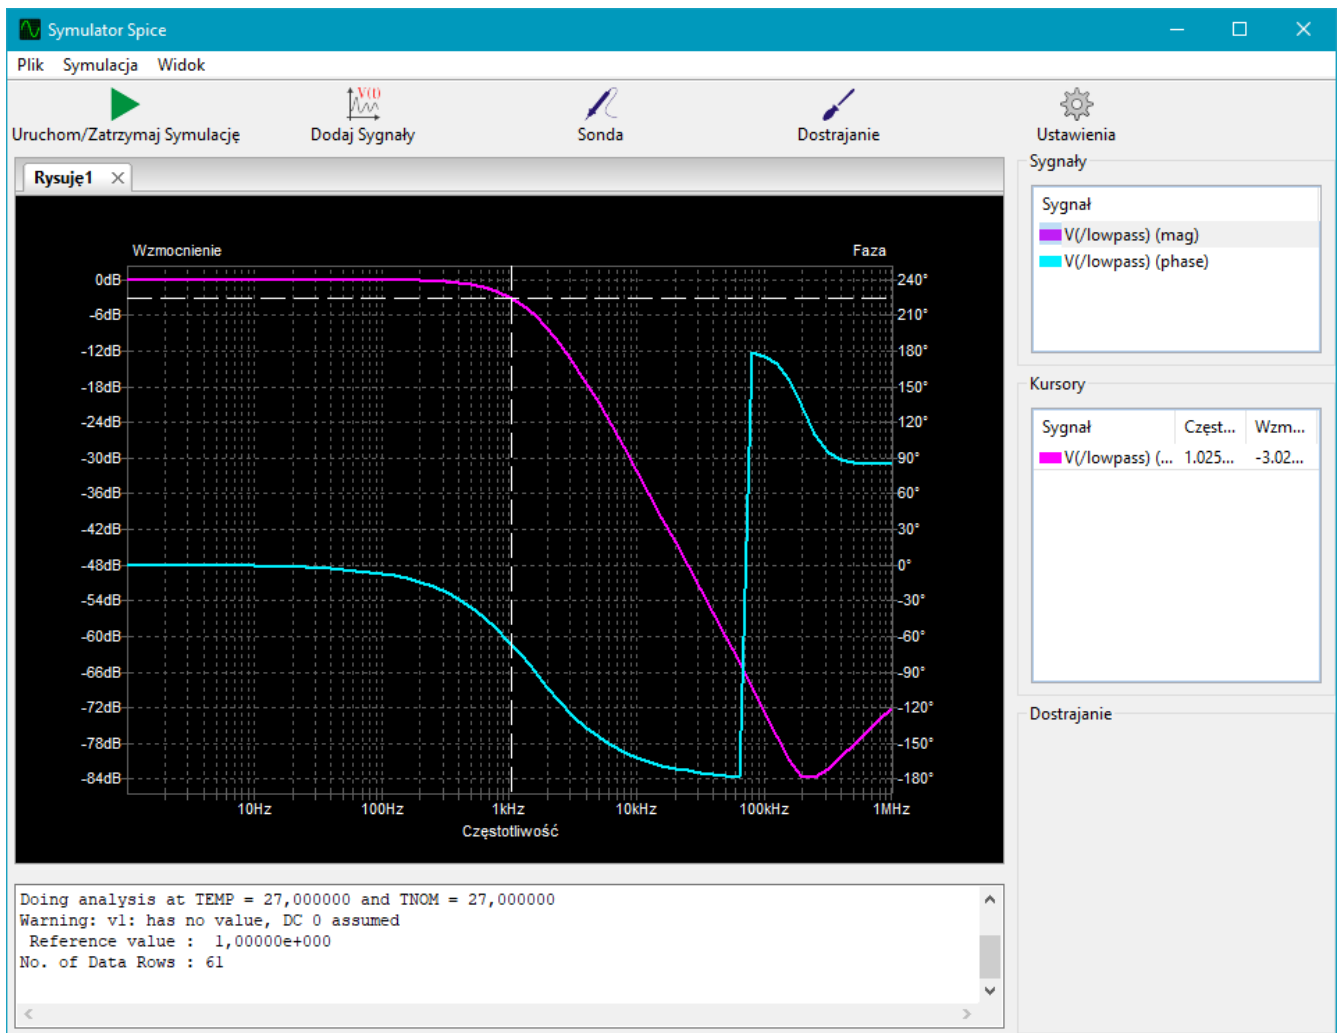 Symulator Spice
Plik Symulacja Widok
V(t)
Uruchom/Zatrzymaj Symulację Dodaj Sygnały Sonda Dostrajanie Ustawienia
Rysuję1
Wzmocnienie Faza
0dB 240°
-6dB 210°
-12dB 180°
-18dB 150°
-24dB 120°
-30dB 90°
-36dB 60°
-42dB 30°
-48dB 0°
-54dB -30°
-60dB -60°
-66dB -90°
-72dB -120°
-78dB -150°
-84dB -180°
10Hz 100Hz 1kHz 10kHz 100kHz 1MHz
Częstotliwość
Sygnały
Sygnał
V(/lowpass) (mag)
V(/lowpass) (phase)
Kursory
Sygnał Częst... Wzm...
V(/lowpass) (... 1.025... -3.02...
Dostrajanie
Doing analysis at TEMP = 27,000000 and TNOM = 27,000000
Warning: v1: has no value, DC 0 assumed
Reference value : 1,00000e+000
No. of Data Rows : 61